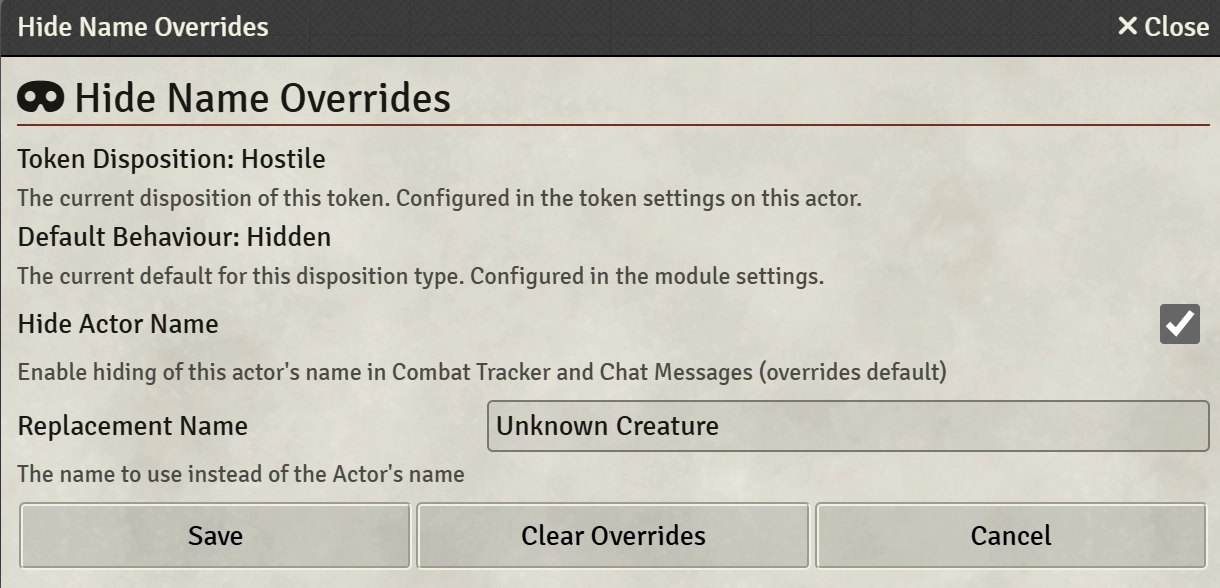 Hide Name Overrides
Close
Hide Name Overrides
Token Disposition: Hostile
The current disposition of this token. Configured in the token settings on this actor.
Default Behaviour: Hidden
The current default for this disposition type. Configured in the module settings.
Hide Actor Name
Enable hiding of this actor's name in Combat Tracker and Chat Messages (overrides default)
Replacement Name
Unknown Creature
The name to use instead of the Actor's name
Save
Clear Overrides
Cancel